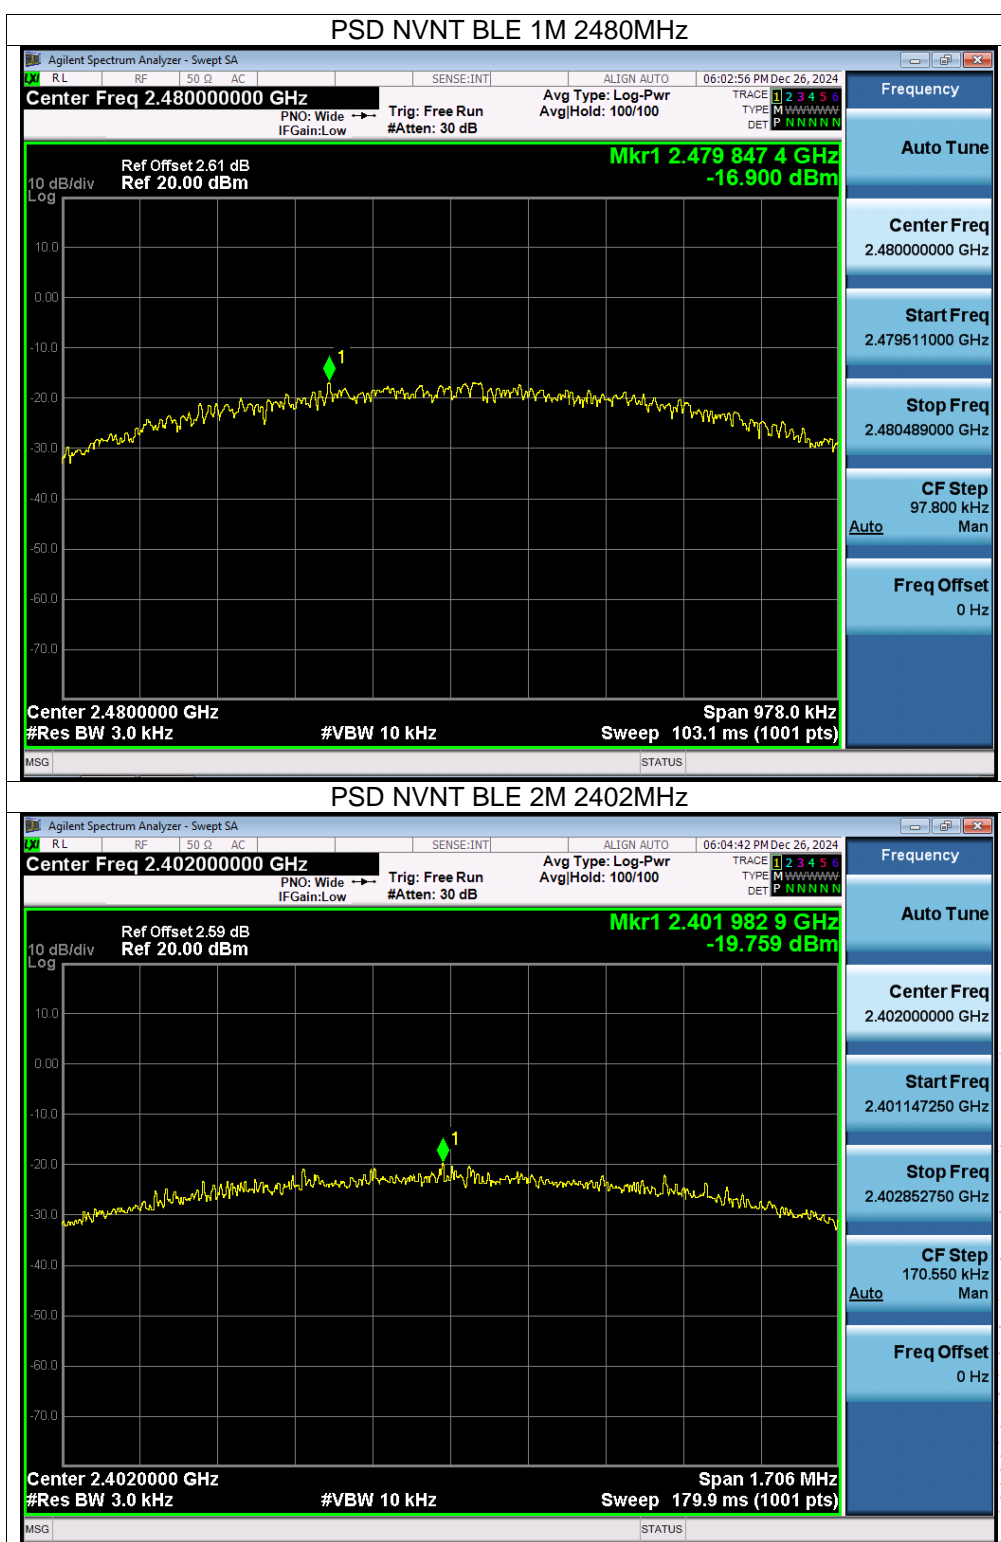 PSD NVNT BLE 1M 2480MHz
Agilent Spectrum Analyzer - Swept SA
LXI RL RF 50 Ω AC SENSE:INT ALIGN AUTO 06:02:56 PM Dec 26, 2024
Center Freq 2.480000000 GHz
PNO: Wide
IFGain:Low
Trig: Free Run
#Atten: 30 dB
Avg Type: Log-Pwr
Avg|Hold: 100/100
TRACE 1 2 3 4 5 6
TYPE M WWWWW
DET P N N N N N
Frequency
Auto Tune
Center Freq
2.480000000 GHz
Start Freq
2.479511000 GHz
Stop Freq
2.480489000 GHz
CF Step
97.800 kHz
Auto Man
Freq Offset
0 Hz
Mkr1 2.479 847 4 GHz
-16.900 dBm
Ref Offset 2.61 dB
10 dB/div Ref 20.00 dBm
Log
10.0
0.00
-10.0
1
-20.0
-30.0
-40.0
-50.0
-60.0
-70.0
Center 2.4800000 GHz Span 978.0 kHz
#Res BW 3.0 kHz #VBW 10 kHz Sweep 103.1 ms (1001 pts)
MSG STATUS
PSD NVNT BLE 2M 2402MHz
Agilent Spectrum Analyzer - Swept SA
LXI RL RF 50 Ω AC SENSE:INT ALIGN AUTO 06:04:42 PM Dec 26, 2024
Center Freq 2.402000000 GHz
PNO: Wide
IFGain:Low
Trig: Free Run
#Atten: 30 dB
Avg Type: Log-Pwr
Avg|Hold: 100/100
TRACE 1 2 3 4 5 6
TYPE M WWWWW
DET P N N N N N
Frequency
Auto Tune
Center Freq
2.402000000 GHz
Start Freq
2.401147250 GHz
Stop Freq
2.402852750 GHz
CF Step
170.550 kHz
Auto Man
Freq Offset
0 Hz
Mkr1 2.401 982 9 GHz
-19.759 dBm
Ref Offset 2.59 dB
10 dB/div Ref 20.00 dBm
Log
10.0
0.00
-10.0
1
-20.0
-30.0
-40.0
-50.0
-60.0
-70.0
Center 2.4020000 GHz Span 1.706 MHz
#Res BW 3.0 kHz #VBW 10 kHz Sweep 179.9 ms (1001 pts)
MSG STATUS